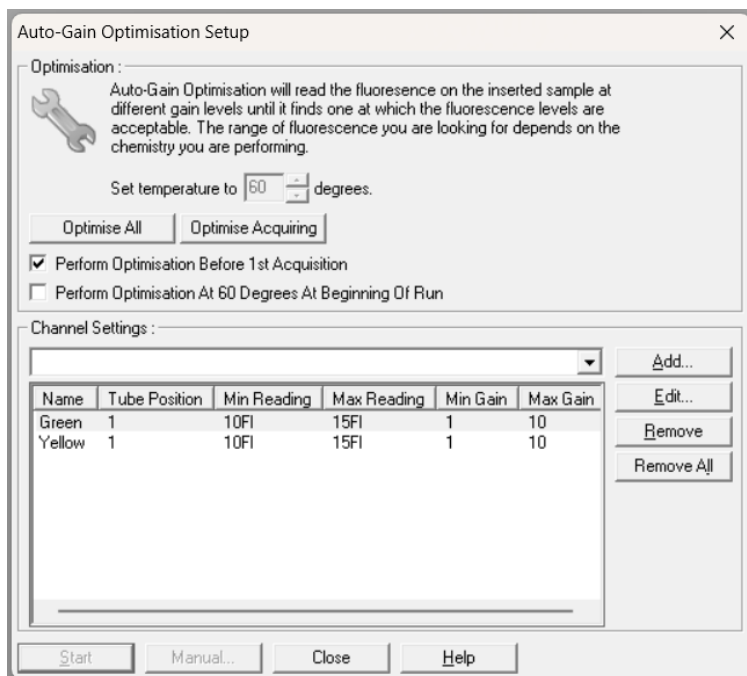 Auto-Gain Optimisation Setup
Optimisation :
Auto-Gain Optimisation will read the fluoresence on the inserted sample at
different gain levels until it finds one at which the fluorescence levels are
acceptable. The range of fluorescence you are looking for depends on the
chemistry you are performing.
Set temperature to 60 degrees.
Optimise All Optimise Acquiring
Perform Optimisation Before 1st Acquisition
Perform Optimisation At 60 Degrees At Beginning Of Run
Channel Settings :
Add...
Name Tube Position Min Reading Max Reading Min Gain Max Gain Edit...
Green 1 10Fl 15Fl 1 10
Remove
Yellow 1 10Fl 15Fl 1 10
Remove All
Start Manual... Close Help